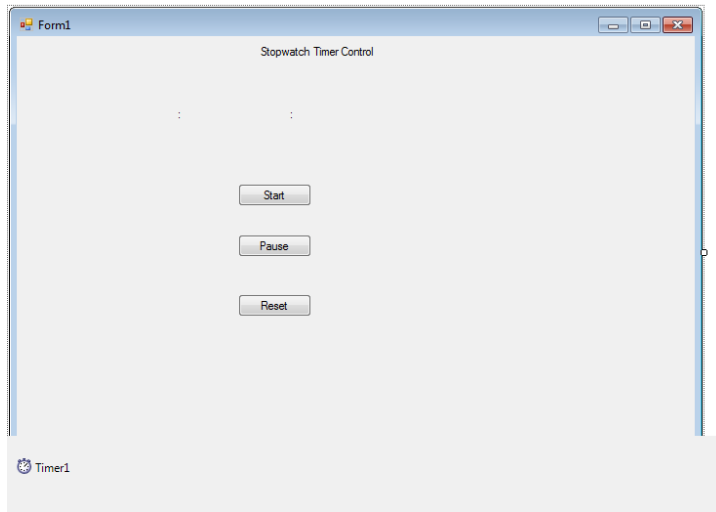 Form1
Stopwatch Timer Control
: :
Start
Pause
Reset
Timer1